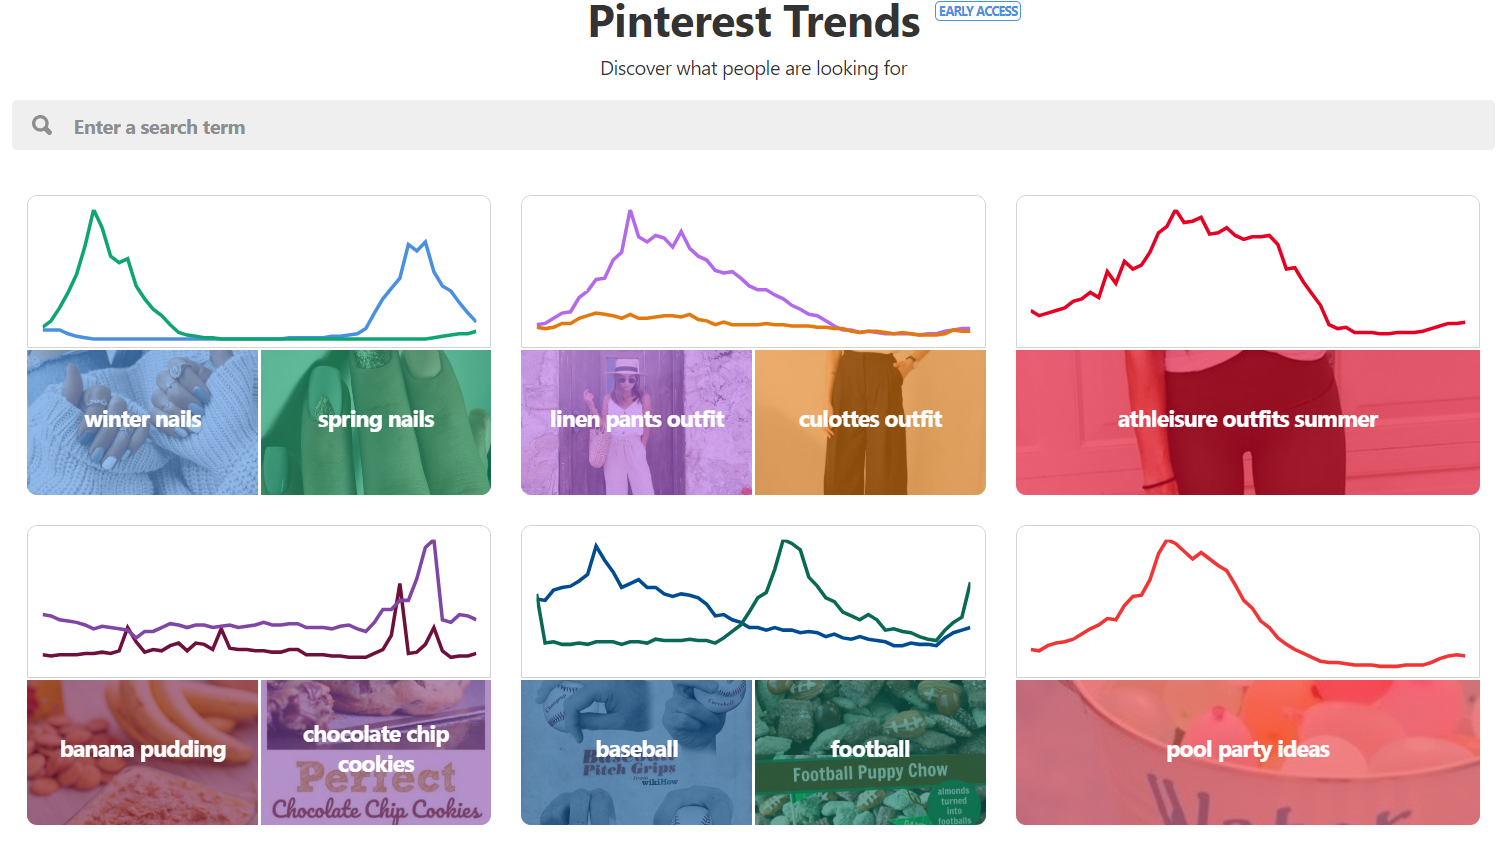 Pinterest Trends
EARLY ACCESS
Discover what people are looking for
Enter a search term
winter nails
spring nails
linen pants outfit
culottes outfit
athleisure outfits summer
banana pudding
chocolate chip
cookies
Perfect
Chocolate Chip Cookies
baseball
Baseball
Pitch Grips
wikiHow
football
Football Puppy Chow
almonds
turned
into
footballs
pool party ideas
Water